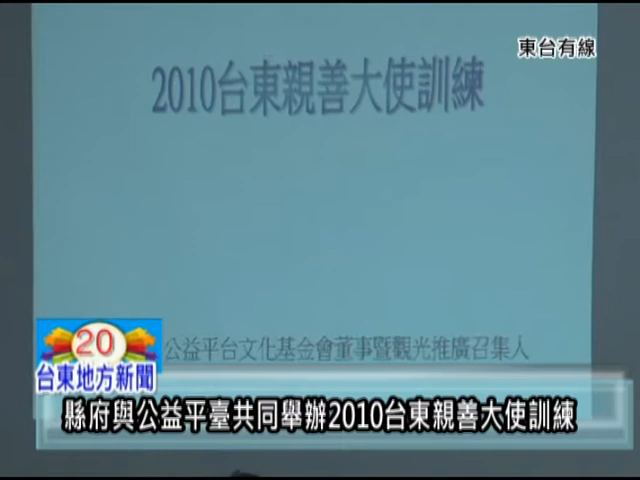 東台有線
2010台東親善大使訓練
20
公益平台文化基金會董事暨觀光推廣召集人
台東地方新聞
縣府與公益平臺共同舉辦2010台東親善大使訓練